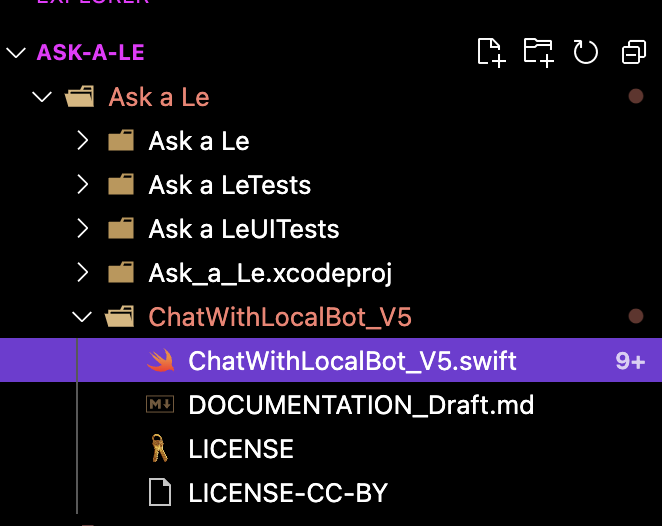 EXPLORER
ASK-A-LE
Ask a Le
Ask a Le
Ask a LeTests
Ask a LeUITests
Ask_a_Le.xcodeproj
ChatWithLocalBot_V5
ChatWithLocalBot_V5.swift 9+
M↓ DOCUMENTATION_Draft.md
LICENSE
LICENSE-CC-BY